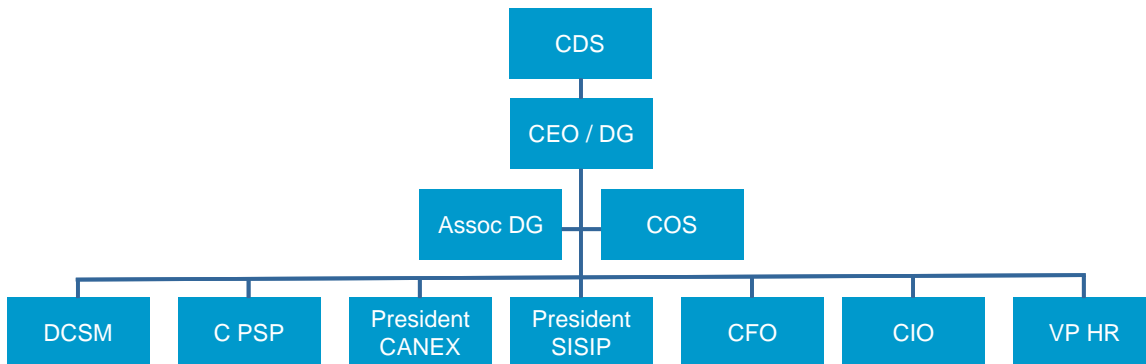 CDS
CEO / DG
Assoc DG
COS
DCSM
C PSP
President
CANEX
President
SISIP
CFO
CIO
VP HR